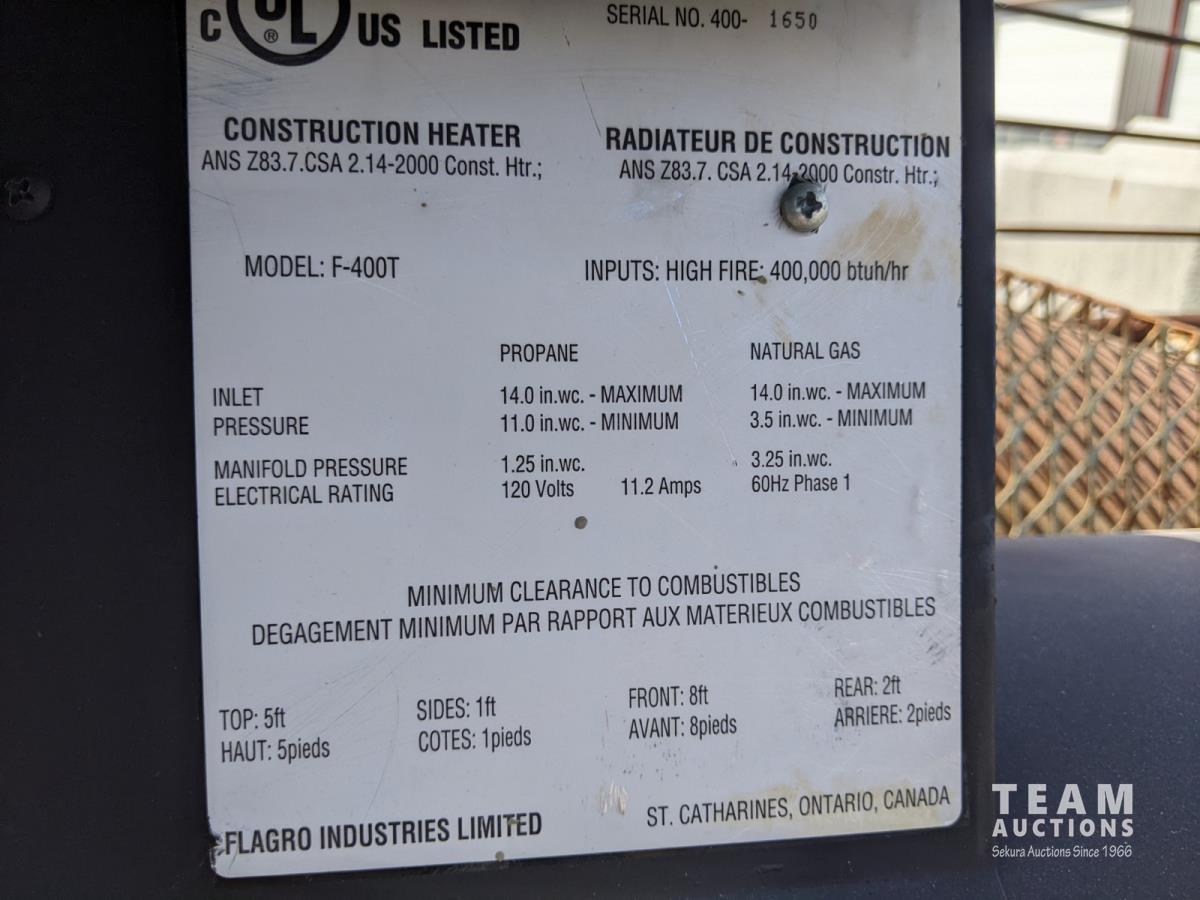 C UL ® US LISTED
SERIAL NO. 400- 1650
CONSTRUCTION HEATER
ANS Z83.7.CSA 2.14-2000 Const. Htr.;
RADIATEUR DE CONSTRUCTION
ANS Z83.7. CSA 2.14-2000 Constr. Htr.;
MODEL: F-400T
INPUTS: HIGH FIRE: 400,000 btuh/hr
PROPANE NATURAL GAS
INLET 14.0 in.wc. - MAXIMUM 14.0 in.wc. - MAXIMUM
PRESSURE 11.0 in.wc. - MINIMUM 3.5 in.wc. - MINIMUM
MANIFOLD PRESSURE 1.25 in.wc. 3.25 in.wc.
ELECTRICAL RATING 120 Volts 11.2 Amps 60Hz Phase 1
MINIMUM CLEARANCE TO COMBUSTIBLES
DEGAGEMENT MINIMUM PAR RAPPORT AUX MATERIEUX COMBUSTIBLES
TOP: 5ft SIDES: 1ft FRONT: 8ft REAR: 2ft
HAUT: 5pieds COTES: 1pieds AVANT: 8pieds ARRIERE: 2pieds
FLAGRO INDUSTRIES LIMITED ST. CATHARINES, ONTARIO, CANADA
TEAM
AUCTIONS
Sekura Auctions Since 1966